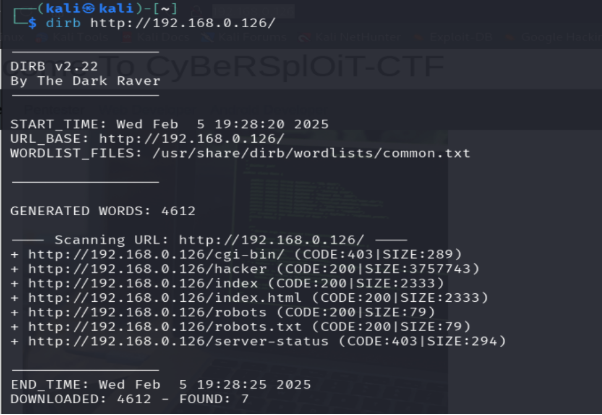 (kali㉿kali)-[~]
$ dirb http://192.168.0.126/
to CyBeRSplOiT-CTF
DIRB v2.22
By The Dark Raver
START_TIME: Wed Feb  5 19:28:20 2025
URL_BASE: http://192.168.0.126/
WORDLIST_FILES: /usr/share/dirb/wordlists/common.txt
GENERATED WORDS: 4612
---- Scanning URL: http://192.168.0.126/ ----
+ http://192.168.0.126/cgi-bin/ (CODE:403|SIZE:289)
+ http://192.168.0.126/hacker (CODE:200|SIZE:3757743)
+ http://192.168.0.126/index (CODE:200|SIZE:2333)
+ http://192.168.0.126/index.html (CODE:200|SIZE:2333)
+ http://192.168.0.126/robots (CODE:200|SIZE:79)
+ http://192.168.0.126/robots.txt (CODE:200|SIZE:79)
+ http://192.168.0.126/server-status (CODE:403|SIZE:294)
END_TIME: Wed Feb  5 19:28:25 2025
DOWNLOADED: 4612 - FOUND: 7